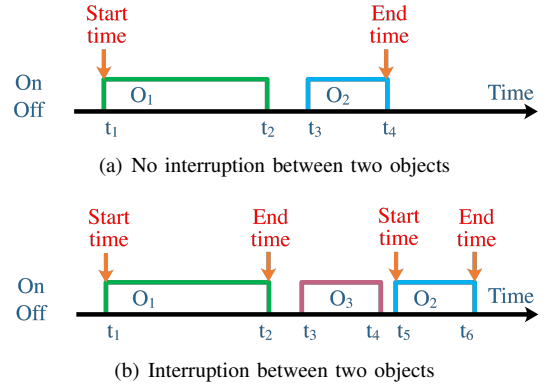 Start time
End time
On
Off
O1
O2
Time
t1
t2
t3
t4
(a) No interruption between two objects
Start time
End time
Start time
End time
On
Off
O1
O3
O2
Time
t1
t2
t3
t4
t5
t6
(b) Interruption between two objects